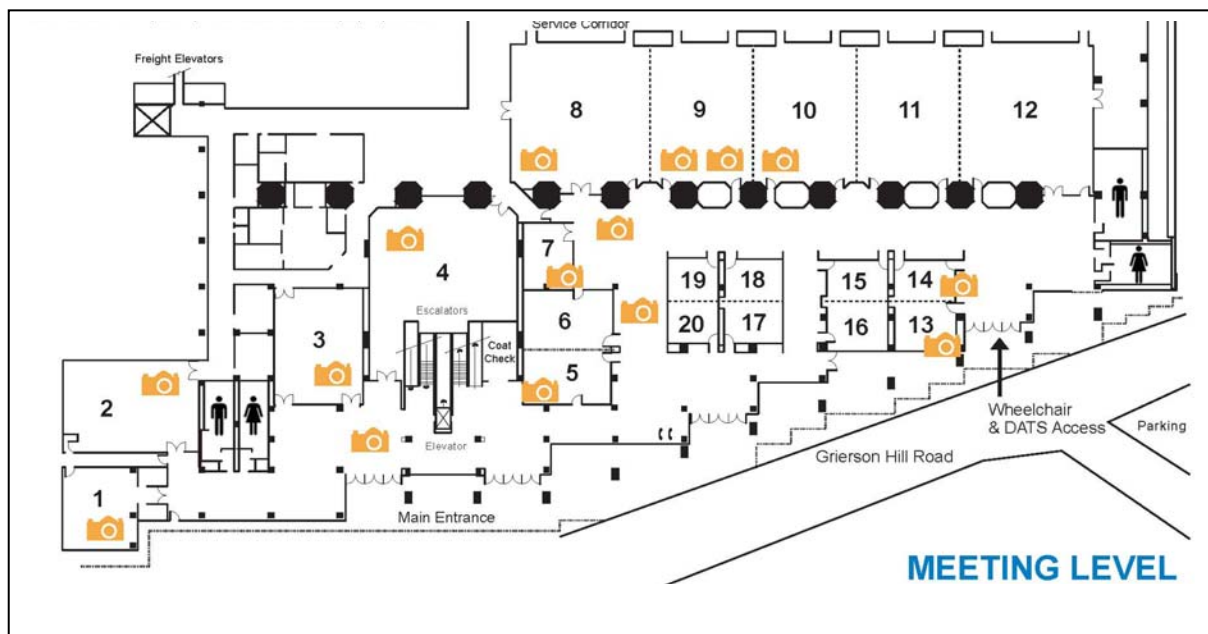 Service Corridor
Freight Elevators
8
9
10
11
12
4
7
19
18
15
14
Escalators
3
6
20
17
16
13
Coat
Check
5
2
Wheelchair
& DATS Access
Parking
Elevator
Grierson Hill Road
1
Main Entrance
MEETING LEVEL